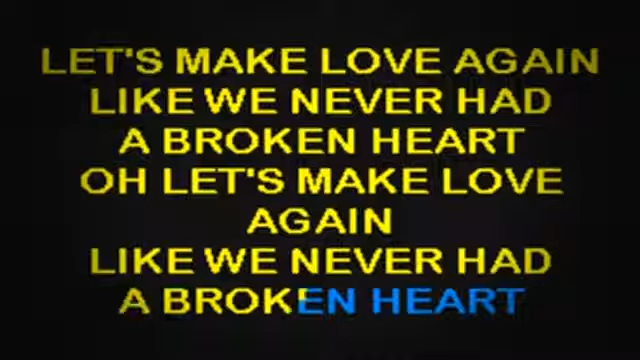 LET'S MAKE LOVE AGAIN
LIKE WE NEVER HAD
A BROKEN HEART
OH LET'S MAKE LOVE
AGAIN
LIKE WE NEVER HAD
A BROKEN HEART